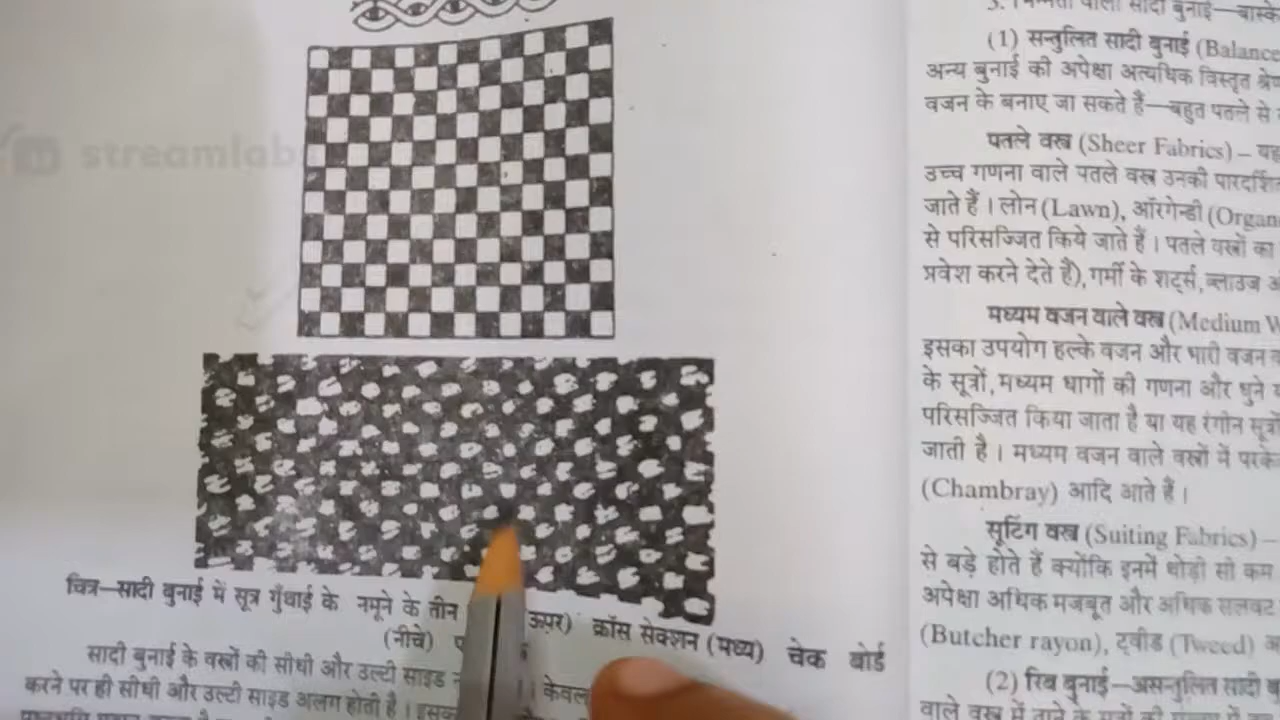 streamlabs
चित्र—सादी बुनाई में सूत्र गुँथाई के नमूने के तीन ऊपर) क्रॉस सेक्शन (मध्य) चेक बोर्ड
(नीचे)
सादी बुनाई के वस्त्रों की सीधी और उल्टी साइड
। केवल
करने पर ही सीधी और उल्टी साइड अलग होती है।
सादी बुनाई—
(1) सन्तुलित सादी बुनाई (Balance
अन्य बुनाई की अपेक्षा अत्यधिक विस्तृत
वजन के बनाए जा सकते हैं—बहुत पतले से
पतले वस्त्र (Sheer Fabrics) – यह
उच्च गणना वाले पतले वस्त्र उनकी
जाते हैं। लोन (Lawn), ऑरगेन्डी (Organ
से परिसज्जित किये जाते हैं। पतले वस्त्रों का
प्रवेश करने देते हैं), गर्मी के शर्ट्स, ब्लाउज
मध्यम वजन वाले वस्त्र (Medium W
इसका उपयोग हल्के वजन और भारी वजन
के सूत्रों, मध्यम धागों की गणना और धुने
परिसज्जित किया जाता है या यह रंगीन सूत्रों
जाती है। मध्यम वजन वाले वस्त्रों में परके
(Chambray) आदि आते हैं।
सूटिंग वस्त्र (Suiting Fabrics) –
से बड़े होते हैं क्योंकि इनमें थोड़ी सी कम
अपेक्षा अधिक मजबूत और अधिक सलवट
(Butcher rayon), ट्वीड (Tweed)
(2) रिब बुनाई—असन्तुलित सादी
वाले वस्त्र में ताने के